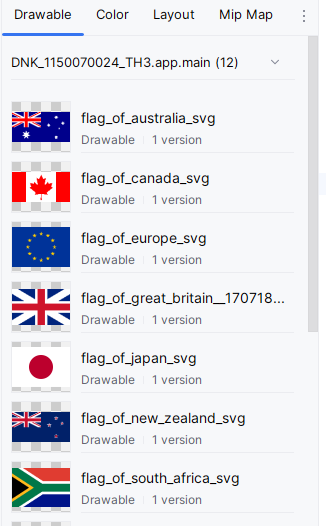 Drawable Color Layout Mip Map
DNK_1150070024_TH3.app.main (12)
flag_of_australia_svg
Drawable 1 version
flag_of_canada_svg
Drawable 1 version
flag_of_europe_svg
Drawable 1 version
flag_of_great_britain__170718...
Drawable 1 version
flag_of_japan_svg
Drawable 1 version
flag_of_new_zealand_svg
Drawable 1 version
flag_of_south_africa_svg
Drawable 1 version